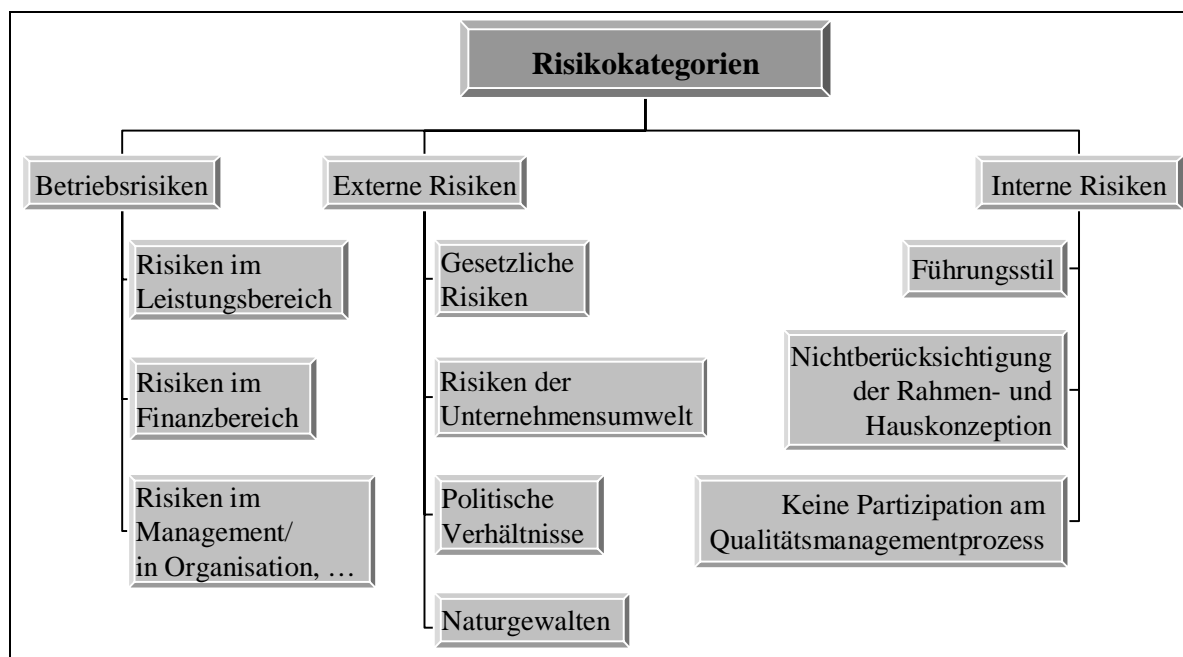 Risikokategorien
Betriebsrisiken
Externe Risiken
Interne Risiken
Risiken im
Leistungsbereich
Risiken im
Finanzbereich
Risiken im
Management/
in Organisation, …
Gesetzliche
Risiken
Risiken der
Unternehmensumwelt
Politische
Verhältnisse
Naturgewalten
Führungsstil
Nichtberücksichtigung
der Rahmen- und
Hauskonzeption
Keine Partizipation am
Qualitätsmanagementprozess